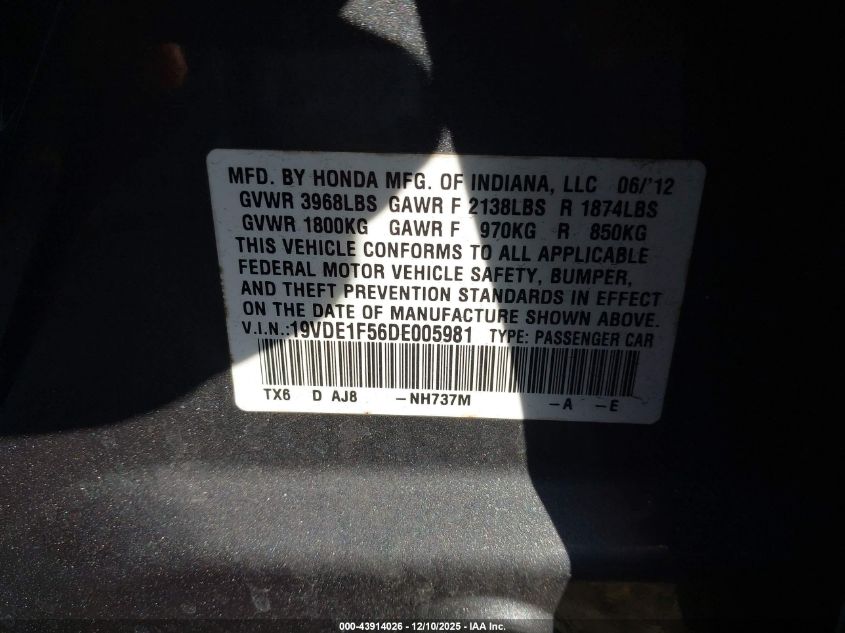 MFD. BY HONDA MFG. OF INDIANA, LLC 06/'12
GVWR 3968LBS GAWR F 2138LBS R 1874LBS
GVWR 1800KG GAWR F 970KG R 850KG
THIS VEHICLE CONFORMS TO ALL APPLICABLE
FEDERAL MOTOR VEHICLE SAFETY, BUMPER,
AND THEFT PREVENTION STANDARDS IN EFFECT
ON THE DATE OF MANUFACTURE SHOWN ABOVE.
V.I.N.:19VDE1F56DE005981 TYPE: PASSENGER CAR
TX6 D AJ8 -NH737M -A -E
000-43914026 - 12/10/2025 - IAA Inc.